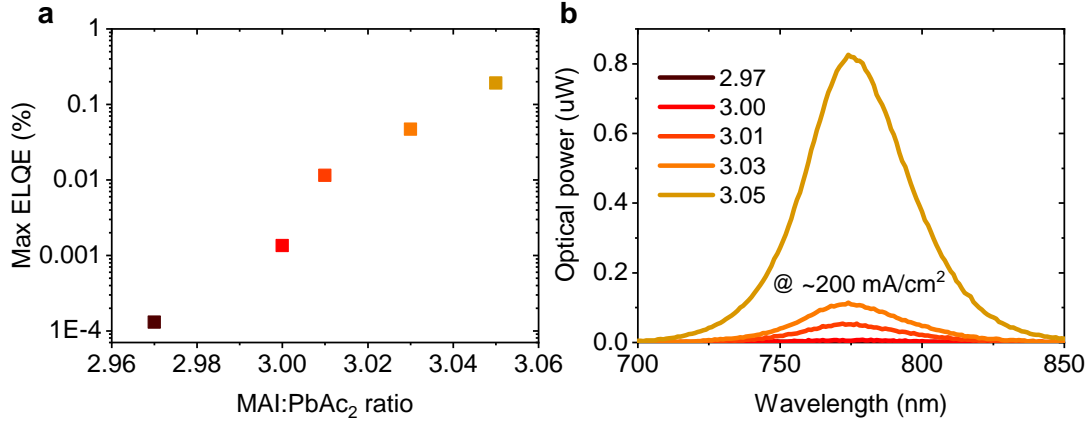 a
Max ELQE (%)
1
0.1
0.01
0.001
1E-4
2.96 2.98 3.00 3.02 3.04 3.06
MAI:PbAc₂ ratio
b
Optical power (uW)
0.8
0.6
0.4
0.2
0.0
2.97
3.00
3.01
3.03
3.05
@ ~200 mA/cm²
700 750 800 850
Wavelength (nm)